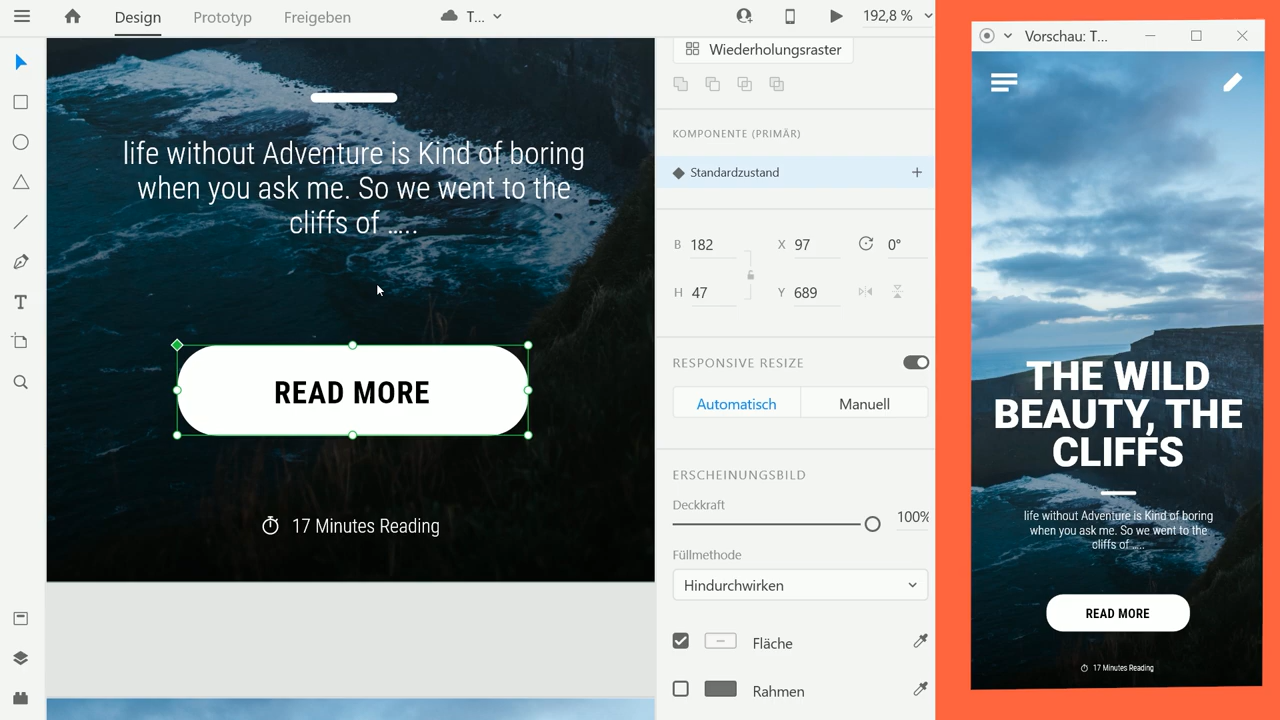 Design
Prototyp
Freigeben
T...
192,8 %
life without Adventure is Kind of boring
when you ask me. So we went to the
cliffs of .....
READ MORE
17 Minutes Reading
Wiederholungsraster
KOMPONENTE (PRIMÄR)
Standardzustand
B 182
X 97
0°
H 47
Y 689
RESPONSIVE RESIZE
Automatisch
Manuell
ERSCHEINUNGSBILD
Deckkraft
100%
Füllmethode
Hindurchwirken
Fläche
Rahmen
Vorschau: T...
THE WILD
BEAUTY, THE
CLIFFS
life without Adventure is Kind of boring
when you ask me. So we went to the
cliffs of .....
READ MORE
17 Minutes Reading